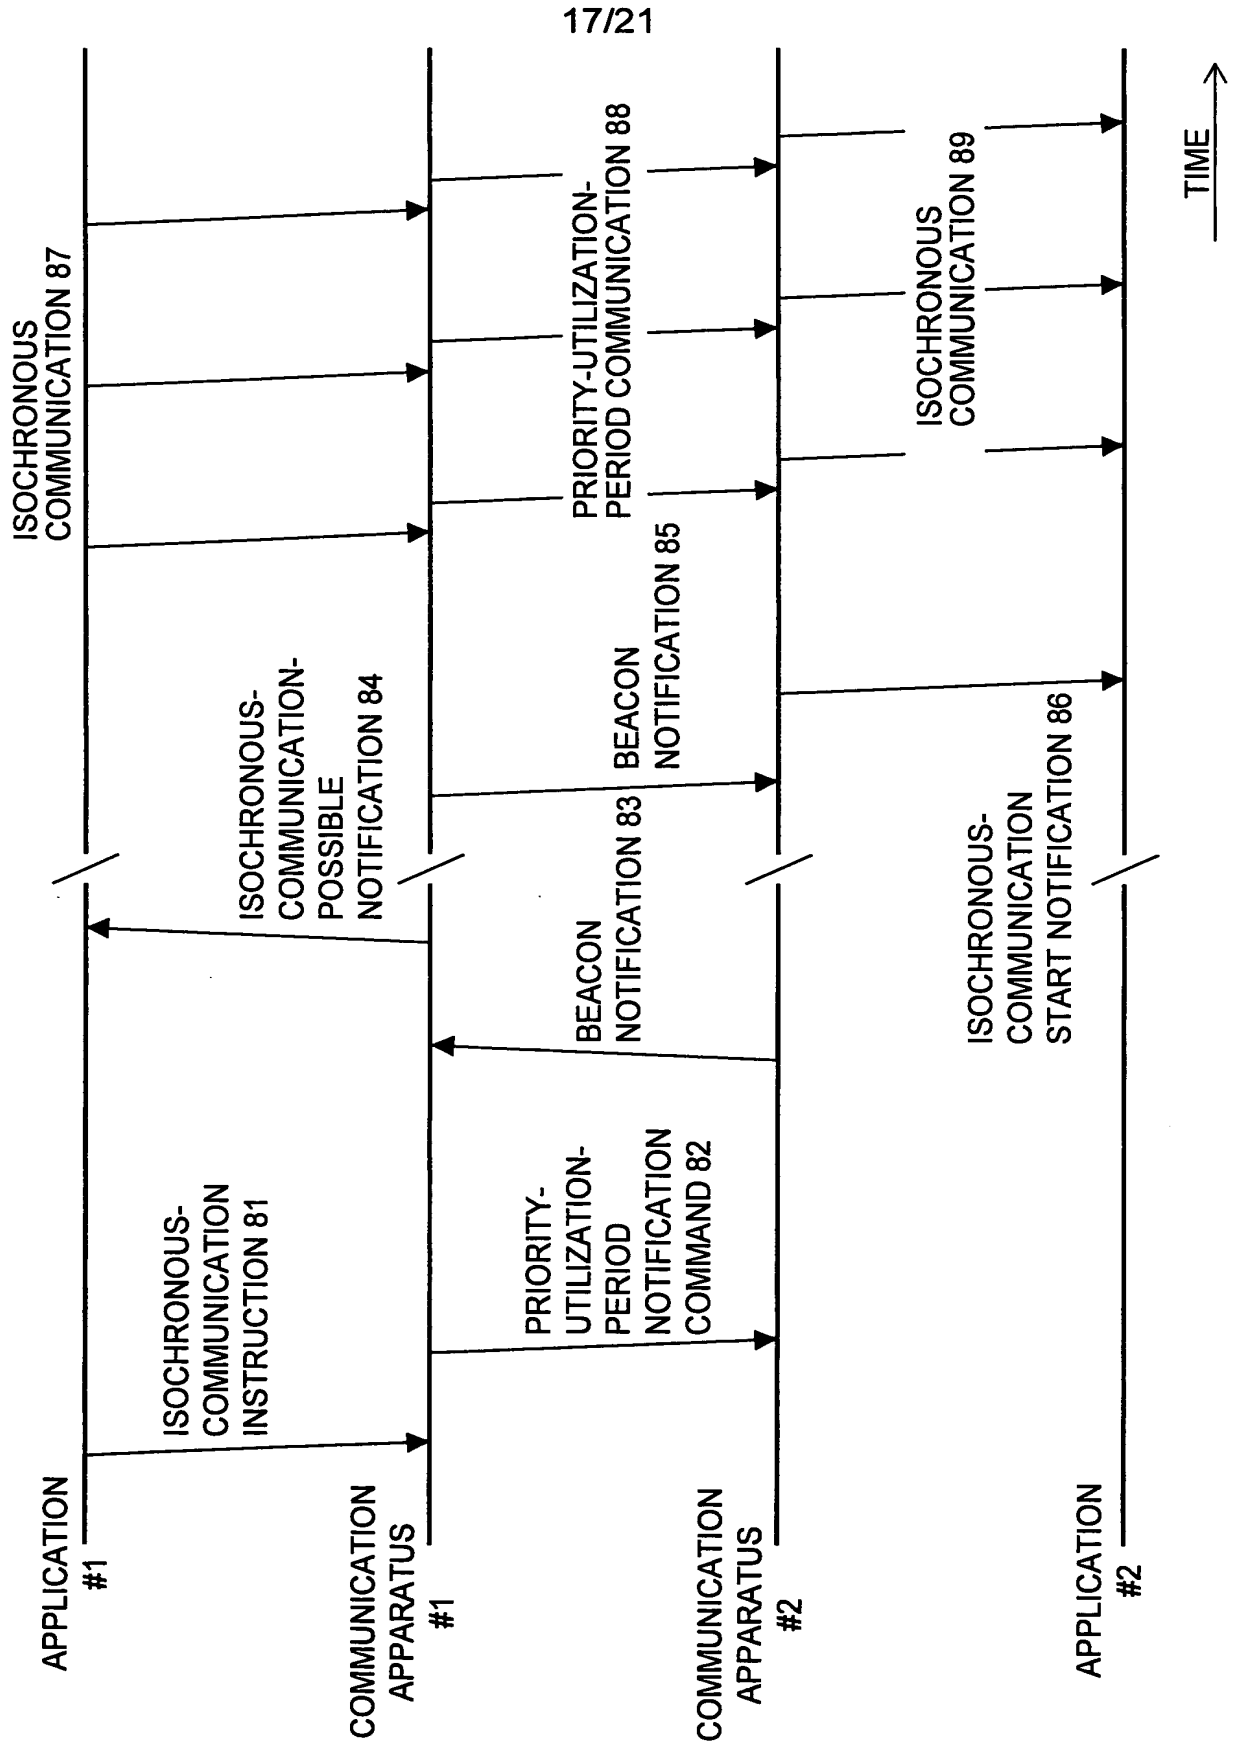 17/21
APPLICATION
#1
COMMUNICATION
APPARATUS
#1
COMMUNICATION
APPARATUS
#2
APPLICATION
#2
ISOCHRONOUS-
COMMUNICATION
INSTRUCTION 81
PRIORITY-
UTILIZATION-
PERIOD
NOTIFICATION
COMMAND 82
BEACON
NOTIFICATION 83
ISOCHRONOUS-
COMMUNICATION-
POSSIBLE
NOTIFICATION 84
BEACON
NOTIFICATION 85
ISOCHRONOUS-
COMMUNICATION
START NOTIFICATION 86
ISOCHRONOUS
COMMUNICATION 87
PRIORITY-UTILIZATION-
PERIOD COMMUNICATION 88
ISOCHRONOUS
COMMUNICATION 89
TIME